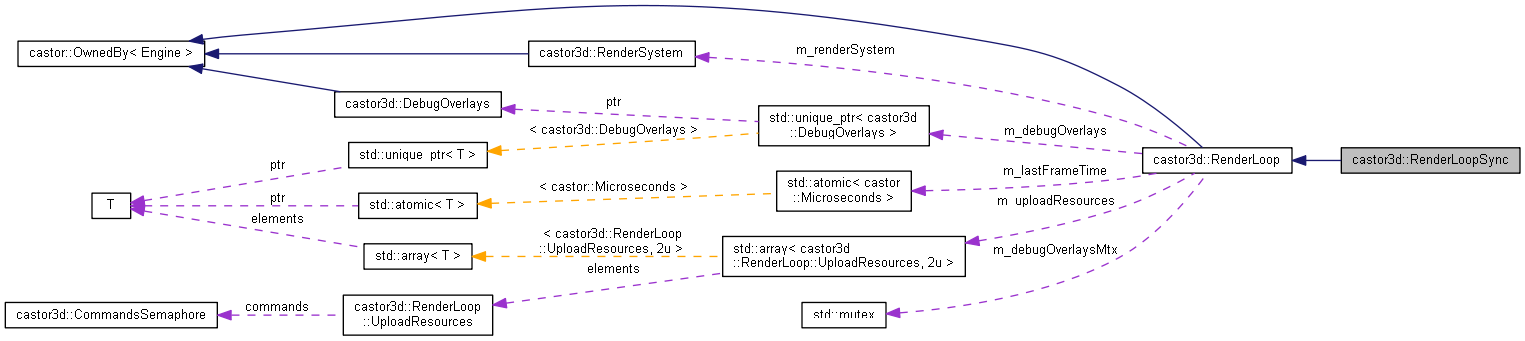 castor::OwnedBy< Engine >
castor3d::RenderSystem
m_renderSystem
castor3d::DebugOverlays
ptr
std::unique_ptr< castor3d
::DebugOverlays >
m_debugOverlays
< castor3d::DebugOverlays >
std::unique_ptr< T >
castor3d::RenderLoop
castor3d::RenderLoopSync
ptr
m_lastFrameTime
std::atomic< castor
::Microseconds >
< castor::Microseconds >
T
ptr
std::atomic< T >
m_uploadResources
elements
std::array< T >
< castor3d::RenderLoop
::UploadResources, 2u >
std::array< castor3d
::RenderLoop::UploadResources, 2u >
m_debugOverlaysMtx
elements
castor3d::CommandsSemaphore
commands
castor3d::RenderLoop
::UploadResources
std::mutex